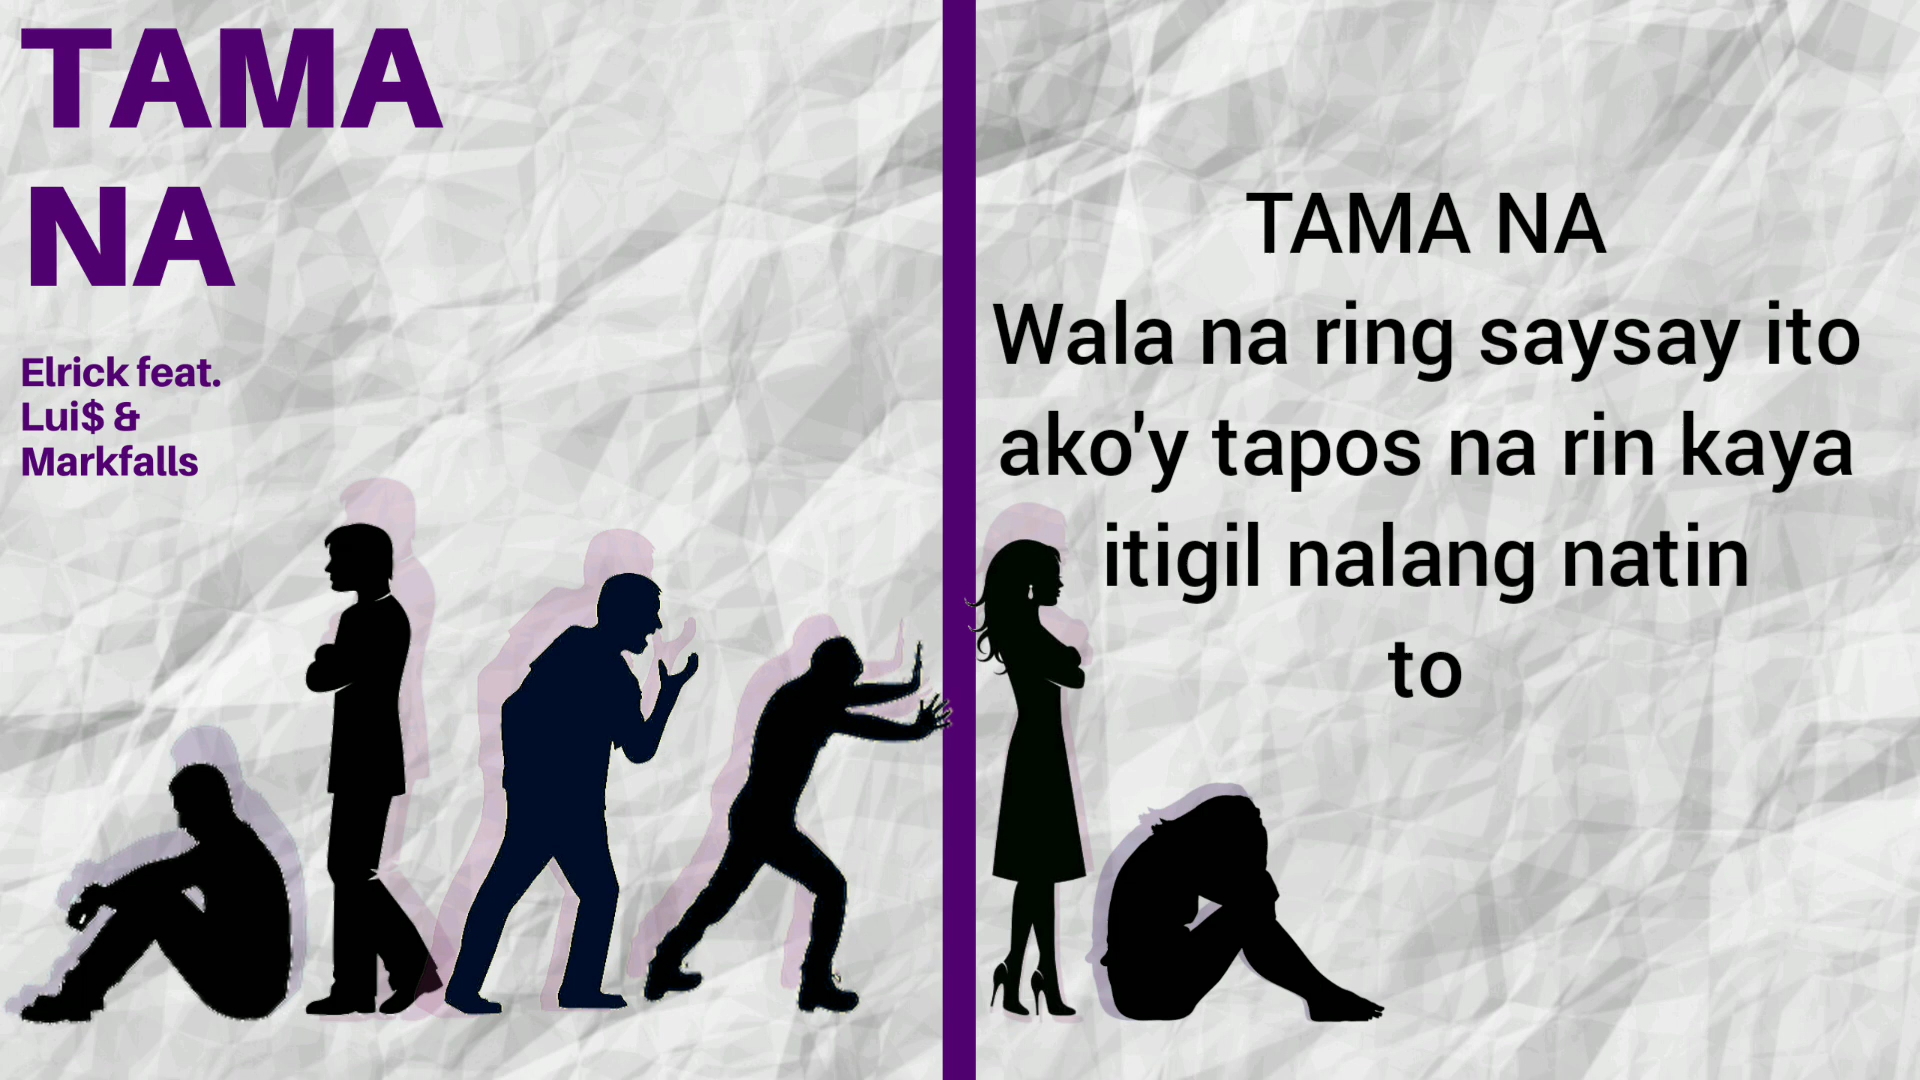 TAMA
NA
Elrick feat.
Lui$ &
Markfalls
TAMA NA
Wala na ring saysay ito
ako'y tapos na rin kaya
itigil nalang natin
to